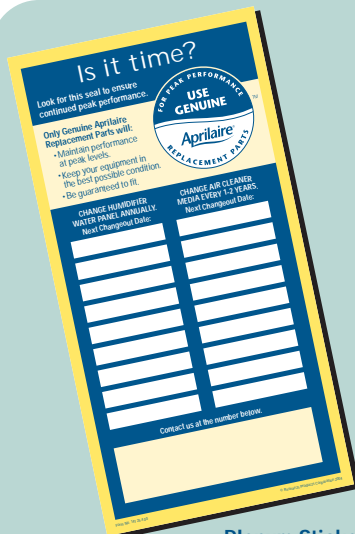 Is it time?
Look for this seal to ensure
continued peak performance.
FOR PEAK PERFORMANCE
USE
GENUINE
Aprilaire
REPLACEMENT PARTS
TM
Only Genuine Aprilaire
Replacement Parts will:
•Maintain performance
at peak levels.
•Keep your equipment in
the best possible condition.
•Be guaranteed to fit.
CHANGE HUMIDIFIER
WATER PANEL ANNUALLY.
Next Changeout Date:
CHANGE AIR CLEANER
MEDIA EVERY 1-2 YEARS.
Next Changeout Date:
Contact us at the number below.